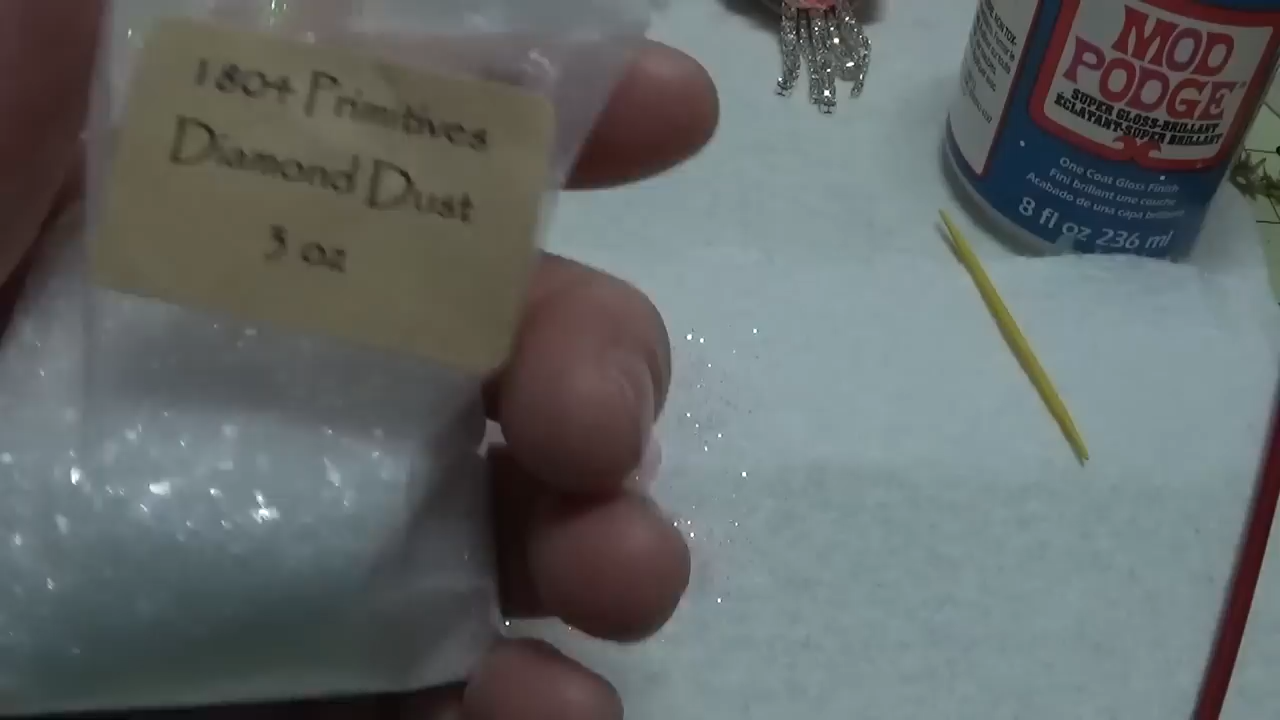 180+ Primitives
Diamond Dust
3 oz
MOD
PODGE
SUPER GLOSS-BRILLANT
ÉCLATANT-SUPER BRILLANT
One Coat Gloss Finish
Fini brillant une couche
Acabado de una capa brillante
8 fl oz 236 ml